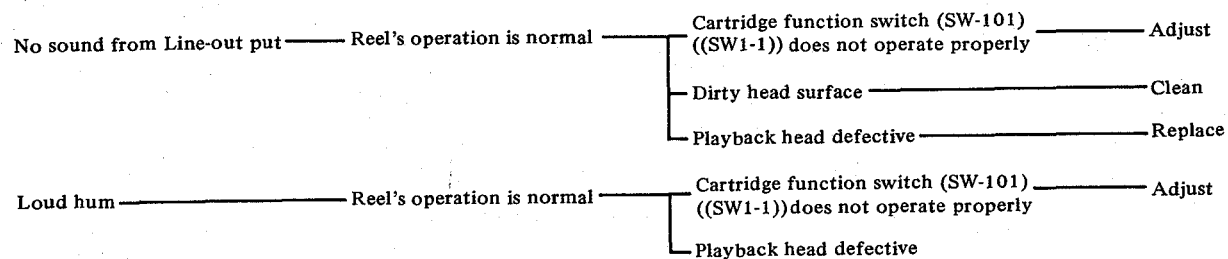 No sound from Line-out put Reel's operation is normal Cartridge function switch (SW-101) Adjust
((SW1-1)) does not operate properly
Dirty head surface Clean
Playback head defective Replace
Loud hum Reel's operation is normal Cartridge function switch (SW-101) Adjust
((SW1-1))does not operate properly
Playback head defective